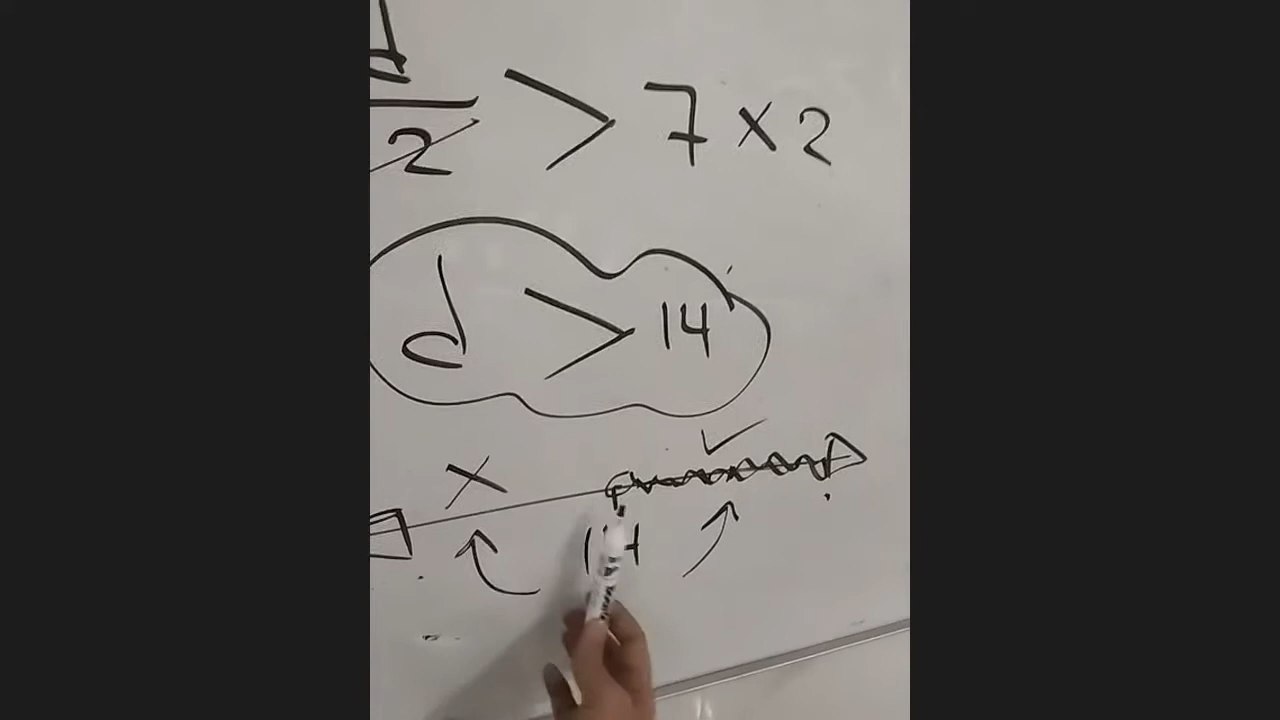 d
— > 7 × 2
2
d > 14
× ✓
14